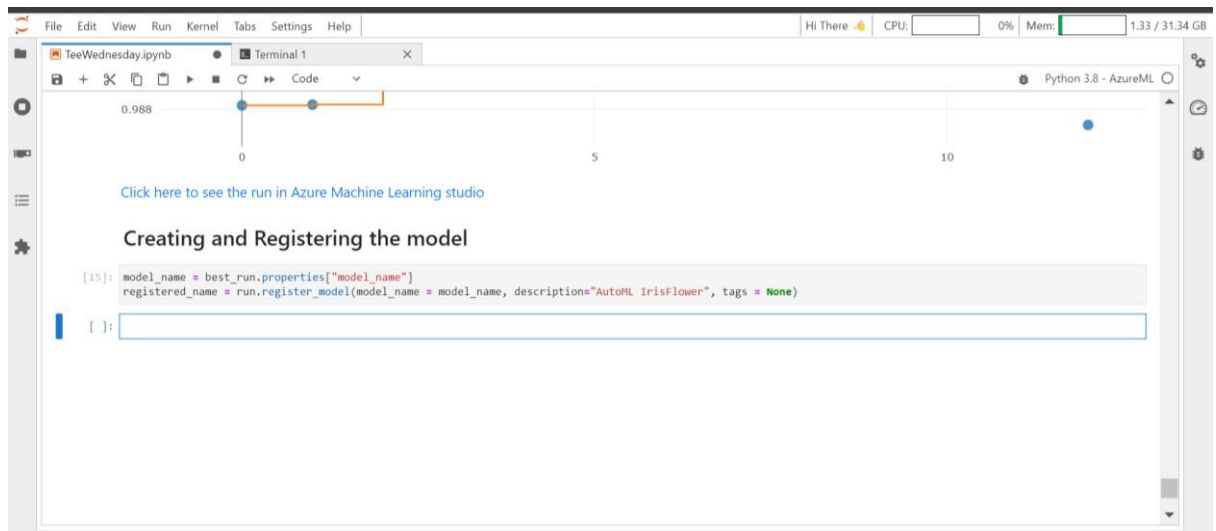 File Edit View Run Kernel Tabs Settings Help Hi There CPU: 0% Mem: 1.33 / 31.34 GB
TeeWednesday.ipynb Terminal 1
Code Python 3.8 - AzureML
0.988
0 5 10
Click here to see the run in Azure Machine Learning studio
Creating and Registering the model
[15]: model_name = best_run.properties["model_name"]
registered_name = run.register_model(model_name = model_name, description="AutoML IrisFlower", tags = None)
[ ]: